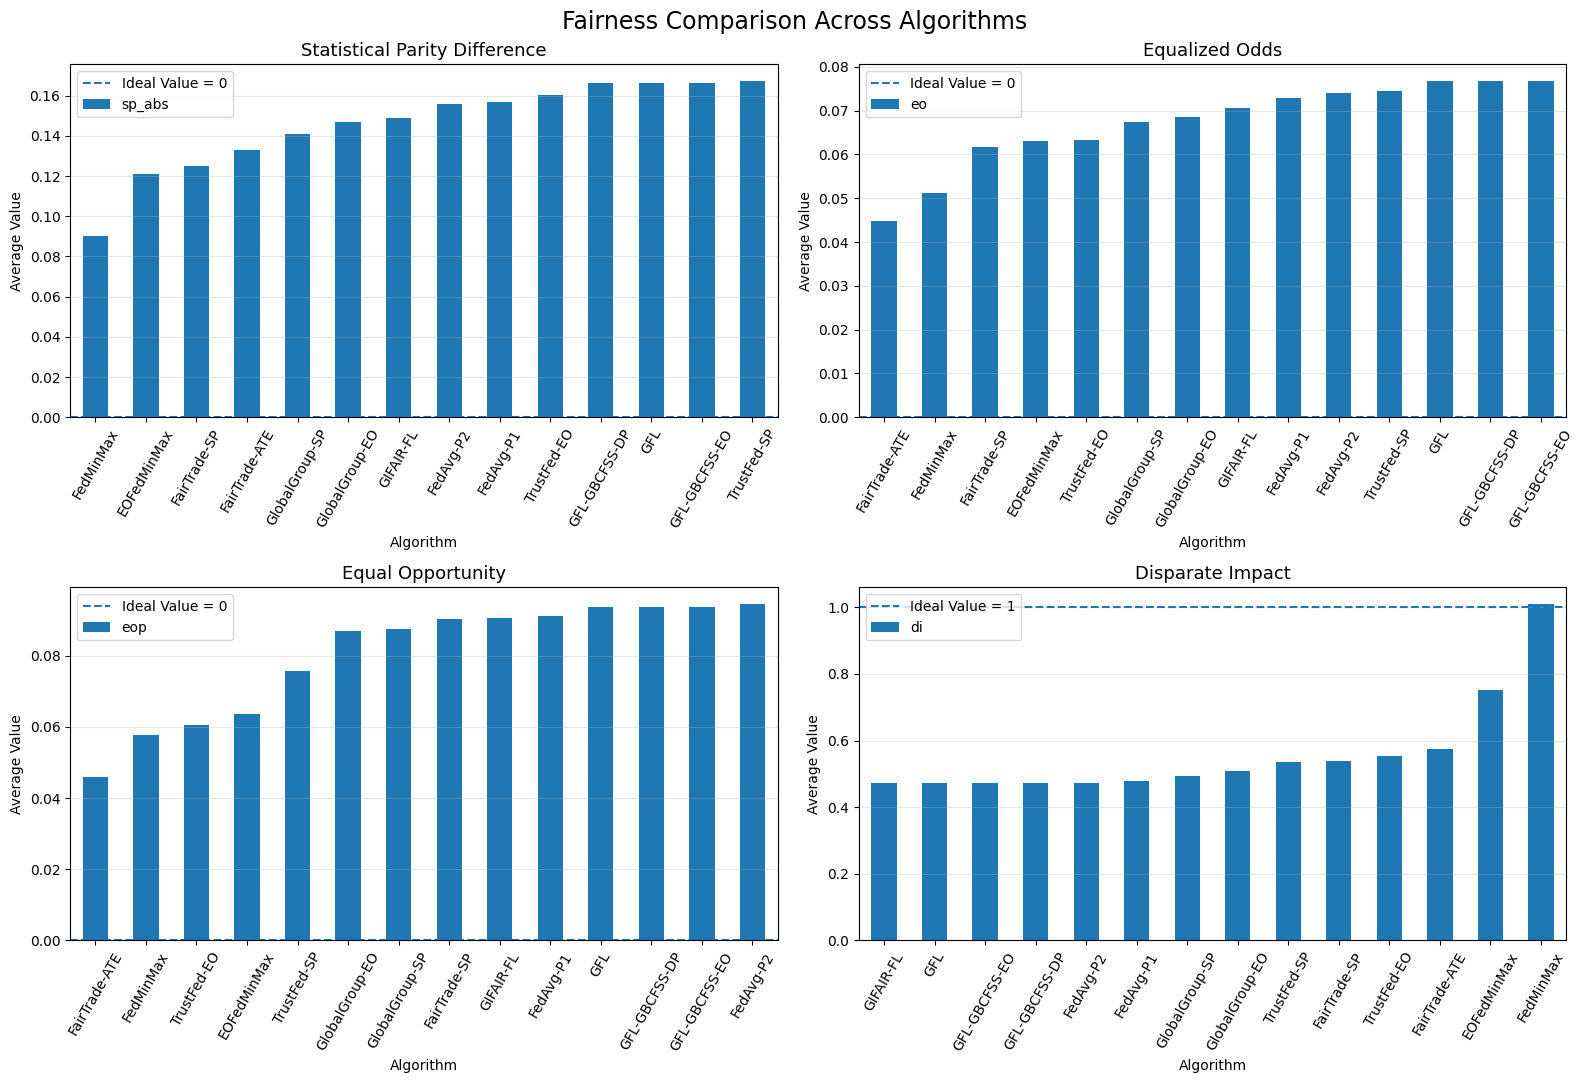 Fairness Comparison Across Algorithms
Statistical Parity Difference
Ideal Value = 0
sp_abs
Average Value
0.16
0.14
0.12
0.10
0.08
0.06
0.04
0.02
0.00
FedMinMax
EOFedMinMax
FairTrade-SP
FairTrade-ATE
GlobalGroup-SP
GlobalGroup-EO
GIFAIR-FL
FedAvg-P2
FedAvg-P1
TrustFed-EO
GFL-GBCFSS-DP
GFL
GFL-GBCFSS-EO
TrustFed-SP
Algorithm
Equalized Odds
Ideal Value = 0
eo
Average Value
0.08
0.07
0.06
0.05
0.04
0.03
0.02
0.01
0.00
FairTrade-ATE
FedMinMax
FairTrade-SP
EOFedMinMax
TrustFed-EO
GlobalGroup-SP
GlobalGroup-EO
GIFAIR-FL
FedAvg-P1
FedAvg-P2
TrustFed-SP
GFL
GFL-GBCFSS-DP
GFL-GBCFSS-EO
Algorithm
Equal Opportunity
Ideal Value = 0
eop
Average Value
0.08
0.06
0.04
0.02
0.00
FairTrade-ATE
FedMinMax
TrustFed-EO
EOFedMinMax
TrustFed-SP
GlobalGroup-EO
GlobalGroup-SP
FairTrade-SP
GIFAIR-FL
FedAvg-P1
GFL
GFL-GBCFSS-DP
GFL-GBCFSS-EO
FedAvg-P2
Algorithm
Disparate Impact
Ideal Value = 1
di
Average Value
1.0
0.8
0.6
0.4
0.2
0.0
GIFAIR-FL
GFL
GFL-GBCFSS-EO
GFL-GBCFSS-DP
FedAvg-P2
FedAvg-P1
GlobalGroup-SP
GlobalGroup-EO
TrustFed-SP
FairTrade-SP
TrustFed-EO
FairTrade-ATE
EOFedMinMax
FedMinMax
Algorithm